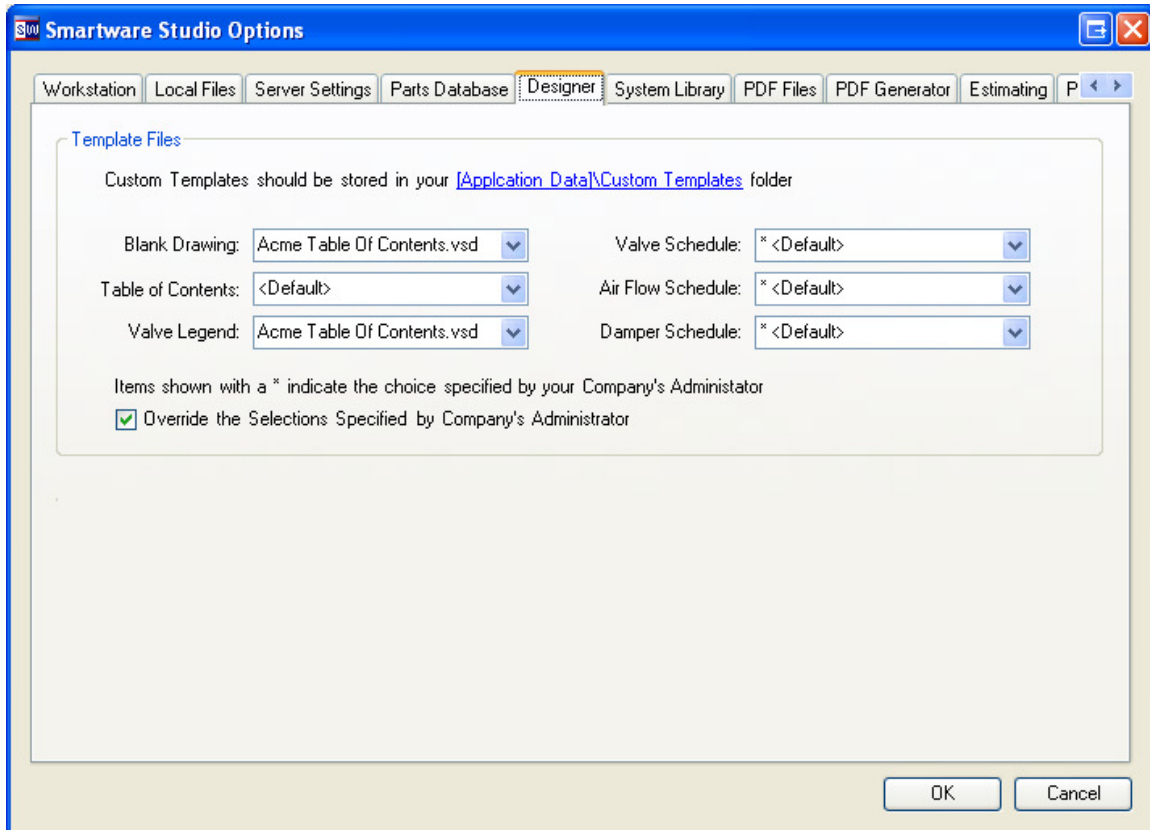 SW Smartware Studio Options
Workstation Local Files Server Settings Parts Database Designer System Library PDF Files PDF Generator Estimating P
Template Files
Custom Templates should be stored in your [Applcation Data]\Custom Templates folder
Blank Drawing: Acme Table Of Contents.vsd Valve Schedule: * <Default>
Table of Contents: <Default> Air Flow Schedule: * <Default>
Valve Legend: Acme Table Of Contents.vsd Damper Schedule: * <Default>
Items shown with a * indicate the choice specified by your Company's Administator
Override the Selections Specified by Company's Administrator
OK Cancel